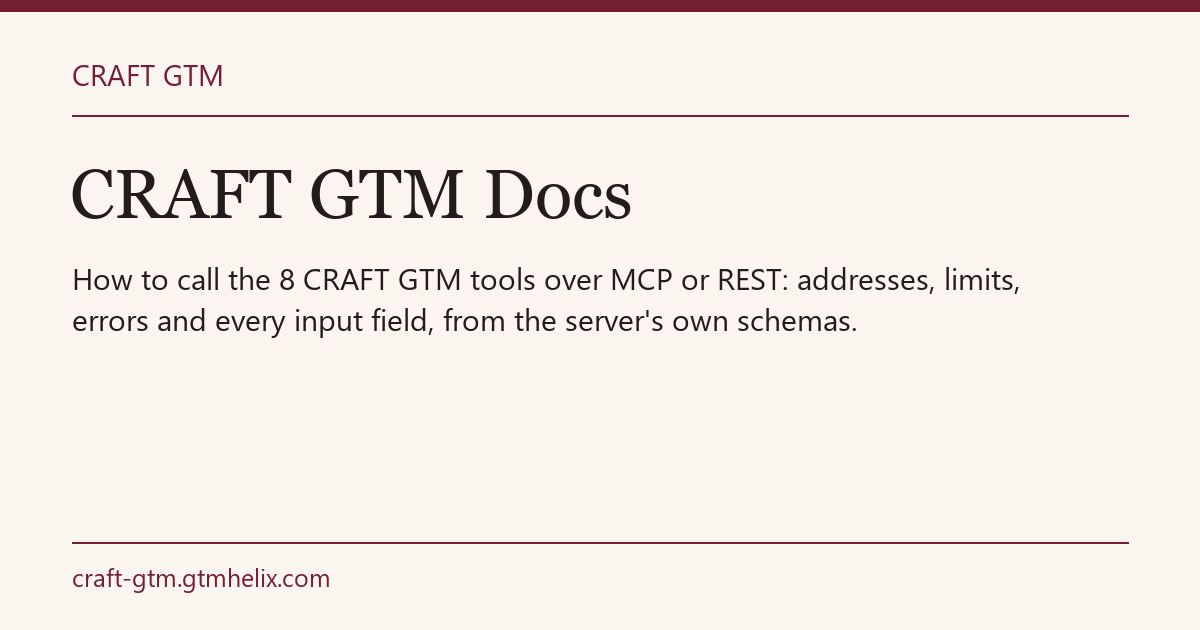 CRAFT GTM
CRAFT GTM Docs
How to call the 8 CRAFT GTM tools over MCP or REST: addresses, limits,
errors and every input field, from the server's own schemas.
craft-gtm.gtmhelix.com